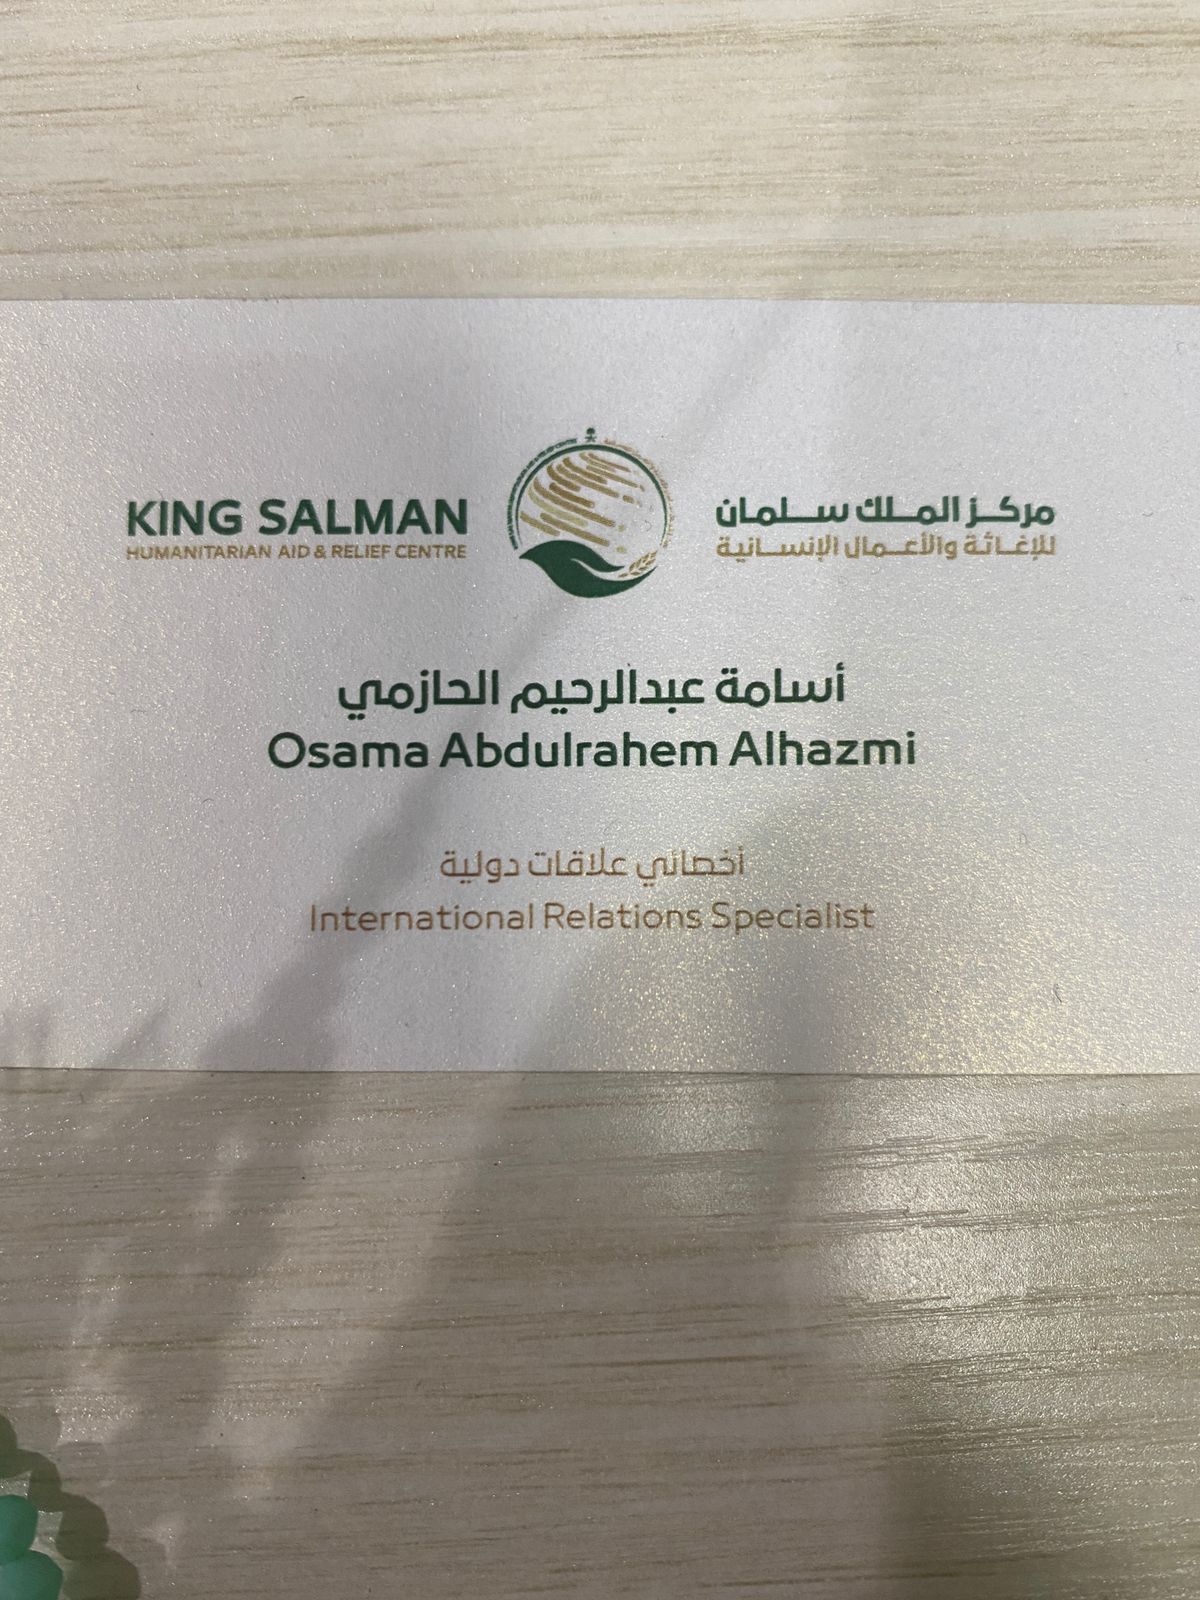 KING SALMAN
HUMANITARIAN AID & RELIEF CENTRE
مركز الملك سلمان
للإغاثة والأعمال الإنسانية
أسامة عبدالرحيم الحازمي
Osama Abdulrahem Alhazmi
أخصائي علاقات دولية
International Relations Specialist